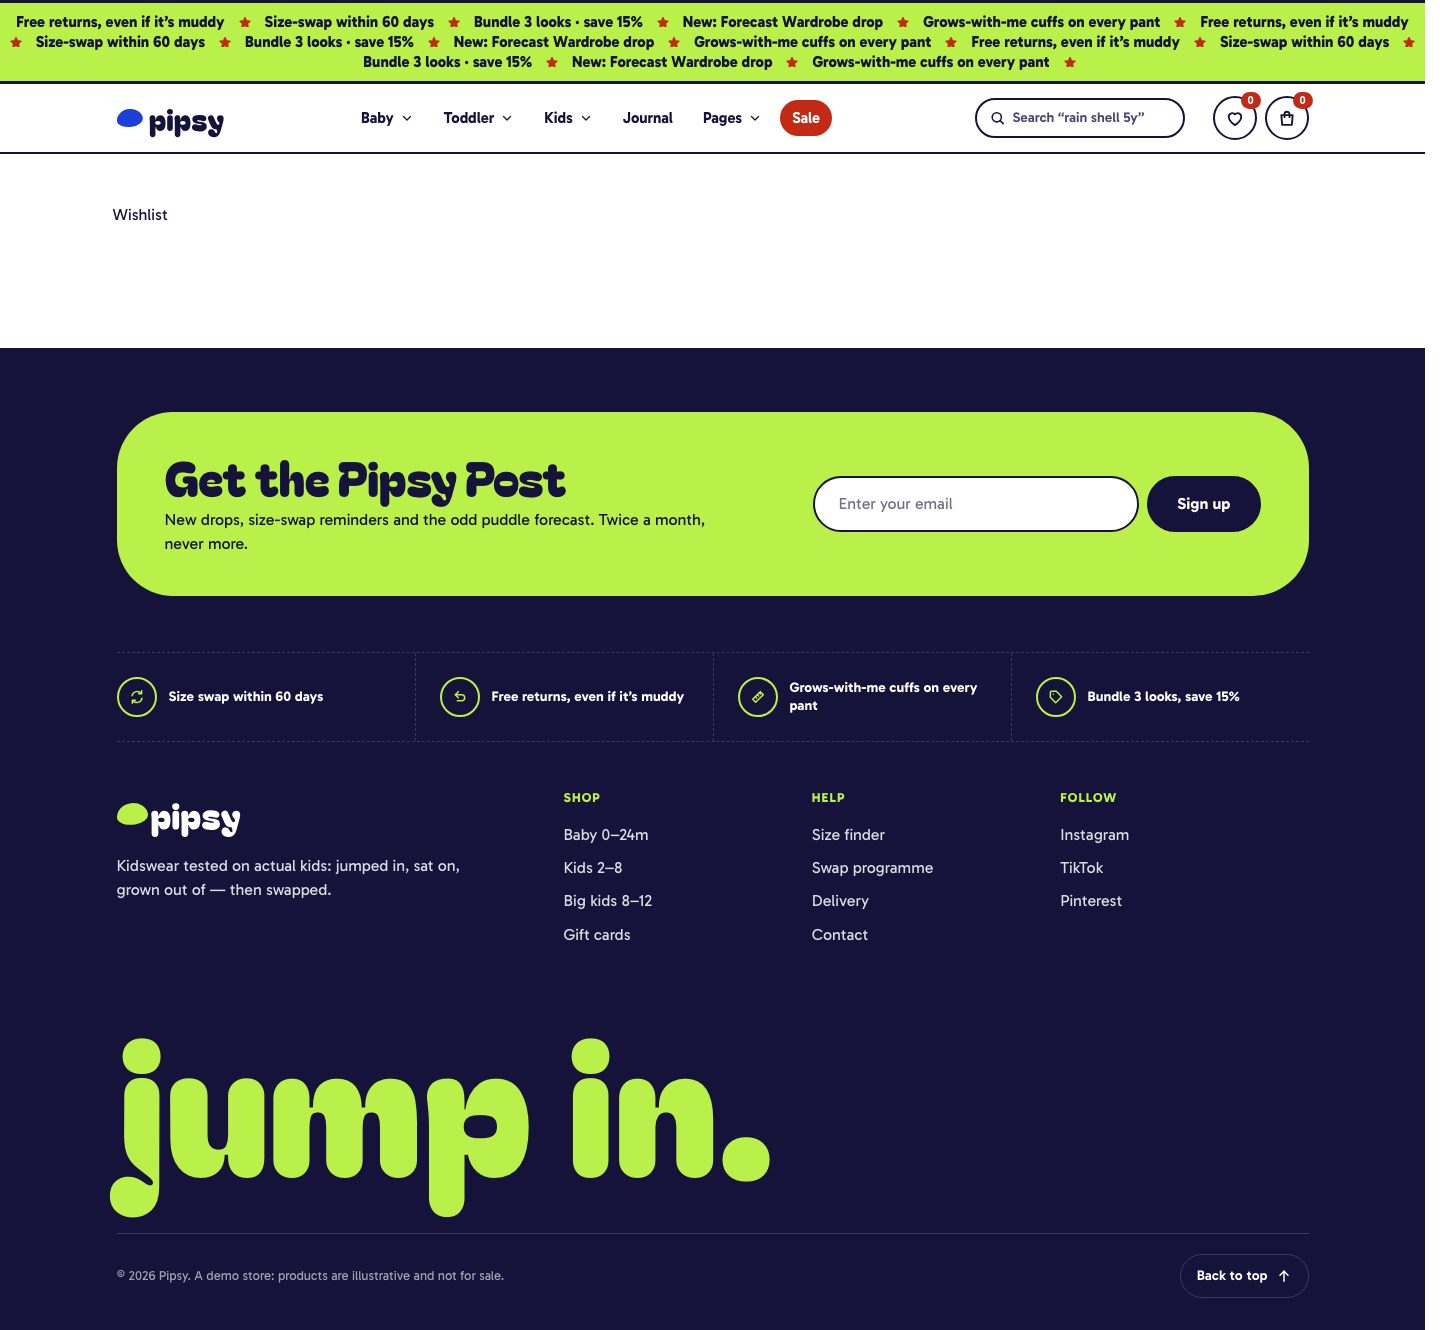 Free returns, even if it’s muddy ★ Size-swap within 60 days ★ Bundle 3 looks · save 15% ★ New: Forecast Wardrobe drop ★ Grows-with-me cuffs on every pant ★ Free returns, even if it’s muddy
★ Size-swap within 60 days ★ Bundle 3 looks · save 15% ★ New: Forecast Wardrobe drop ★ Grows-with-me cuffs on every pant ★ Free returns, even if it’s muddy ★ Size-swap within 60 days ★
Bundle 3 looks · save 15% ★ New: Forecast Wardrobe drop ★ Grows-with-me cuffs on every pant ★
pipsy
Baby
Toddler
Kids
Journal
Pages
Sale
Search “rain shell 5y”
0
0
Wishlist
Get the Pipsy Post
New drops, size-swap reminders and the odd puddle forecast. Twice a month,
never more.
Enter your email
Sign up
Size swap within 60 days
Free returns, even if it’s muddy
Grows-with-me cuffs on every
pant
Bundle 3 looks, save 15%
pipsy
Kidswear tested on actual kids: jumped in, sat on,
grown out of — then swapped.
SHOP
Baby 0–24m
Kids 2–8
Big kids 8–12
Gift cards
HELP
Size finder
Swap programme
Delivery
Contact
FOLLOW
Instagram
TikTok
Pinterest
jump in.
© 2026 Pipsy. A demo store: products are illustrative and not for sale.
Back to top